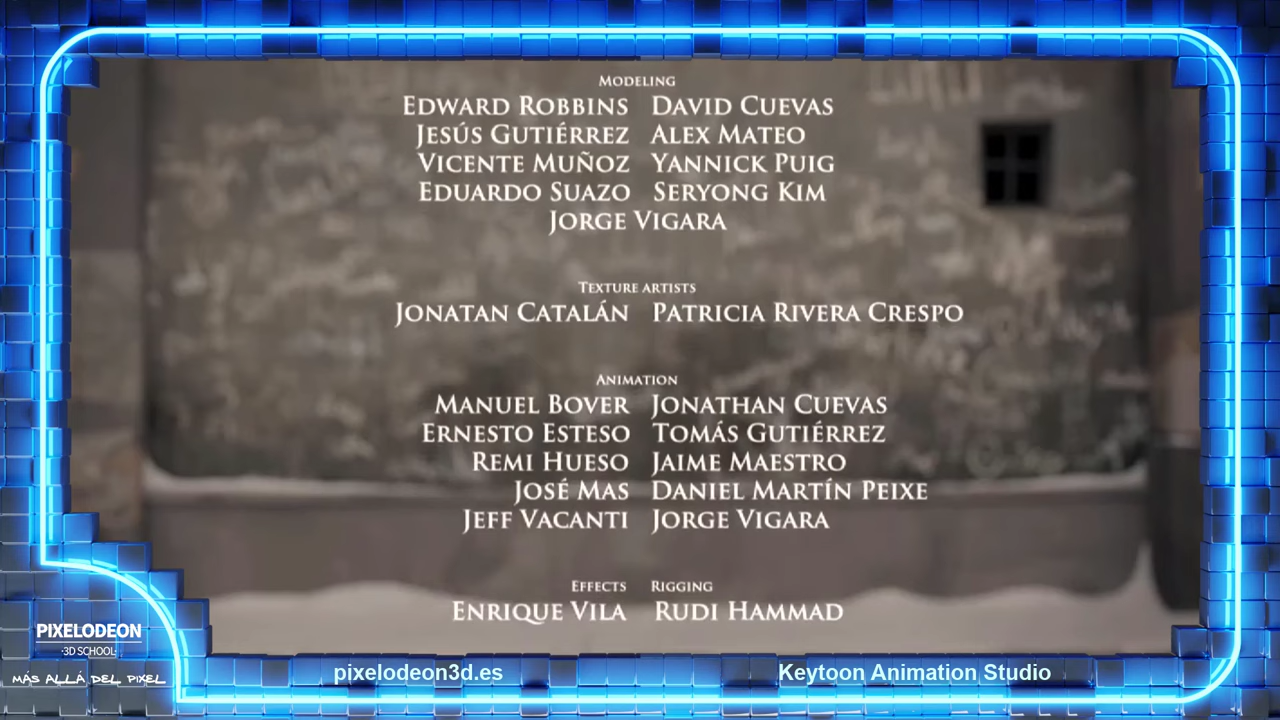 Modeling
Edward Robbins David Cuevas
Jesús Gutiérrez Alex Mateo
Vicente Muñoz Yannick Puig
Eduardo Suazo Seryong Kim
Jorge Vigara
Texture artists
Jonatan Catalán Patricia Rivera Crespo
Animation
Manuel Bover Jonathan Cuevas
Ernesto Esteso Tomás Gutiérrez
Remi Hueso Jaime Maestro
José Mas Daniel Martín Peixe
Jeff Vacanti Jorge Vigara
Effects Rigging
Enrique Vila Rudi Hammad
PIXELODEON
·3D SCHOOL·
MÁS ALLÁ DEL PIXEL
pixelodeon3d.es Keytoon Animation Studio